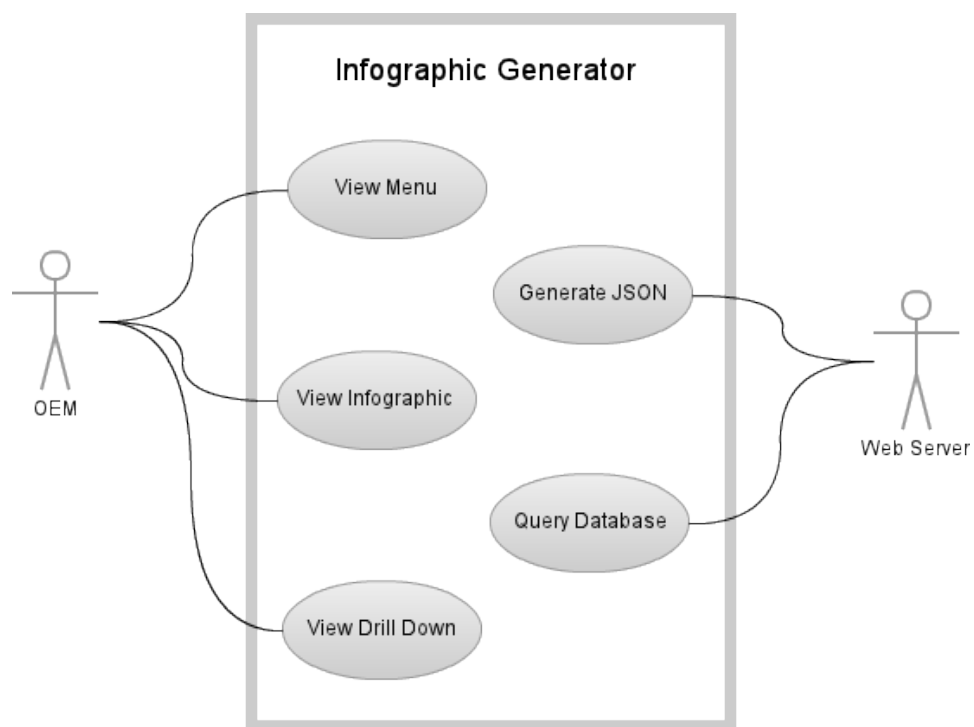 Infographic Generator
View Menu
Generate JSON
View Infographic
OEM
Web Server
Query Database
View Drill Down